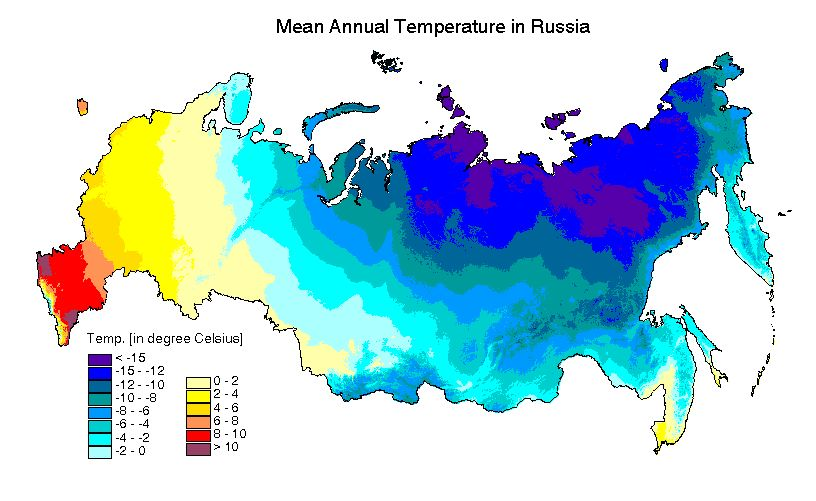 Mean Annual Temperature in Russia
Temp. [in degree Celsius]
< -15
-15 - -12
-12 - -10
-10 - -8
-8 - -6
-6 - -4
-4 - -2
-2 - 0
0 - 2
2 - 4
4 - 6
6 - 8
8 - 10
> 10